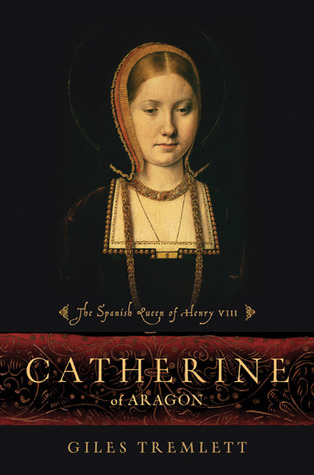 The Spanish Queen of Henry VIII
CATHERINE
of ARAGON
GILES TREMLETT